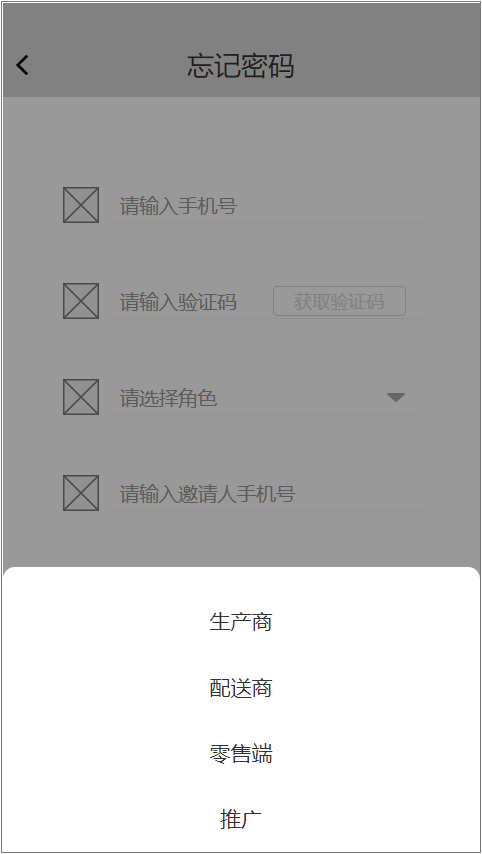 忘记密码
请输入手机号
请输入验证码 获取验证码
请选择角色
请输入邀请人手机号
生产商
配送商
零售端
推广